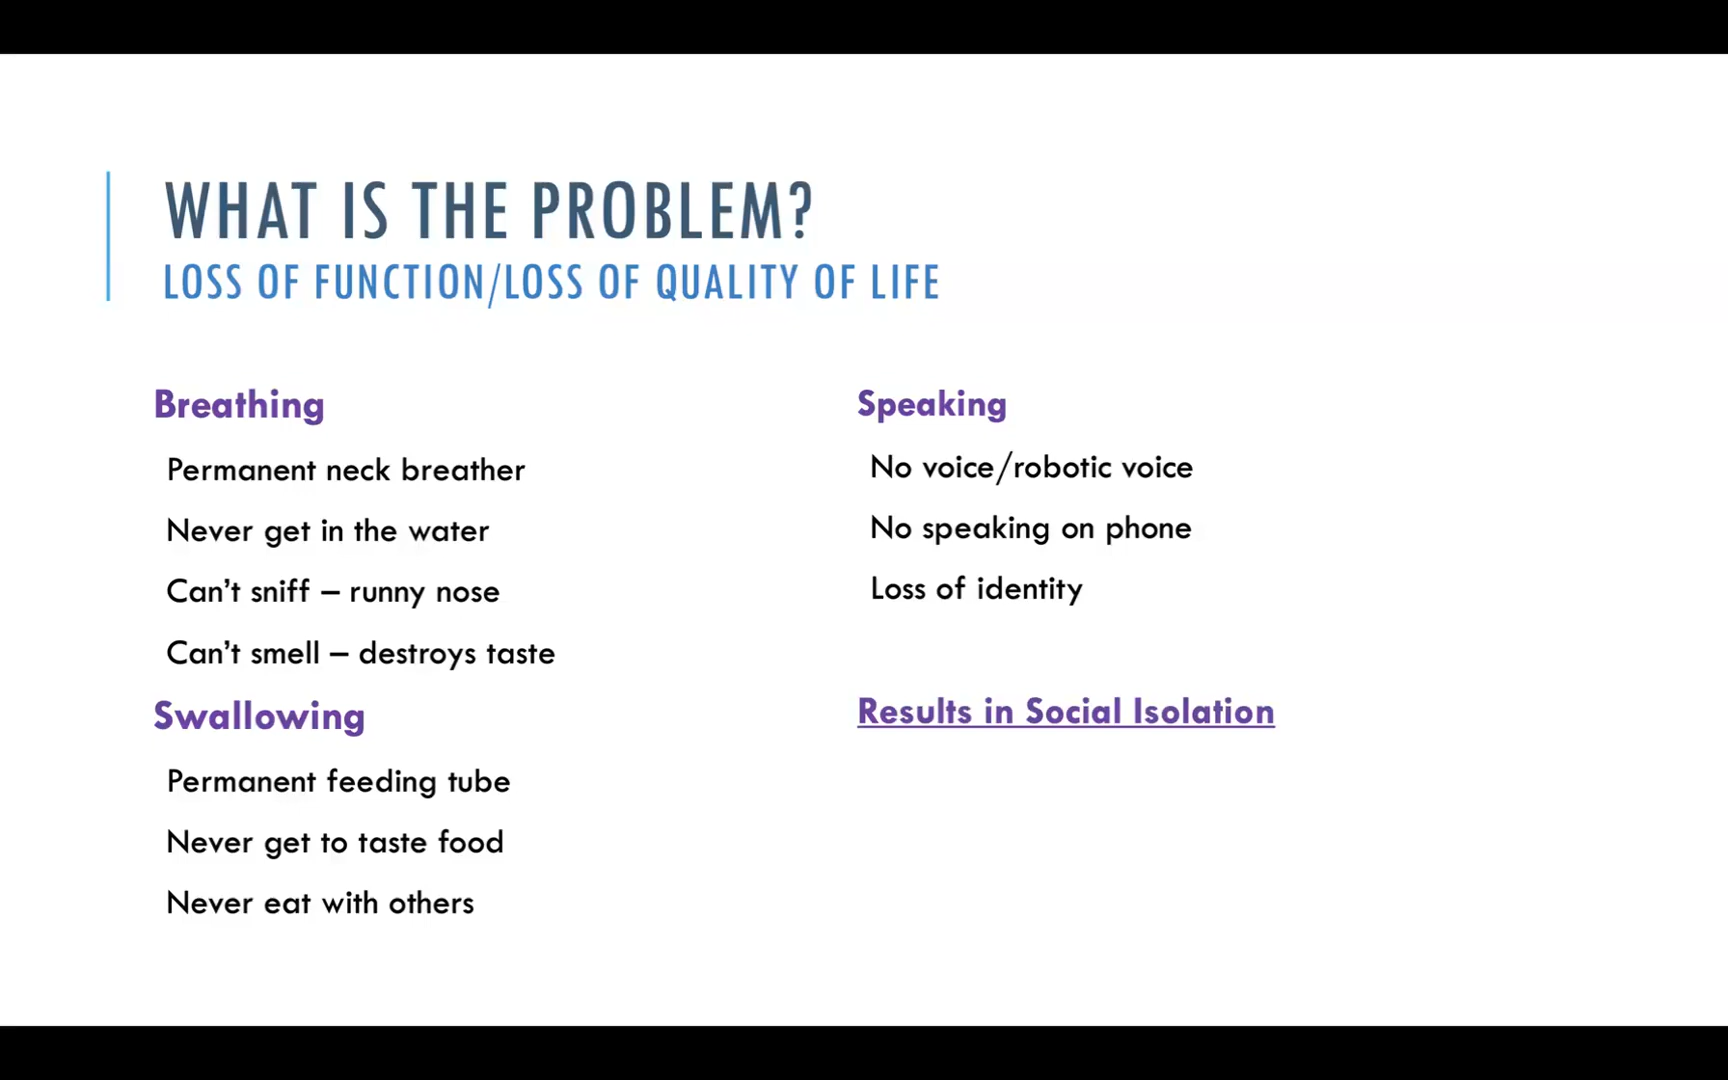 WHAT IS THE PROBLEM?
LOSS OF FUNCTION/LOSS OF QUALITY OF LIFE
Breathing
Permanent neck breather
Never get in the water
Can’t sniff – runny nose
Can’t smell – destroys taste
Swallowing
Permanent feeding tube
Never get to taste food
Never eat with others
Speaking
No voice/robotic voice
No speaking on phone
Loss of identity
Results in Social Isolation